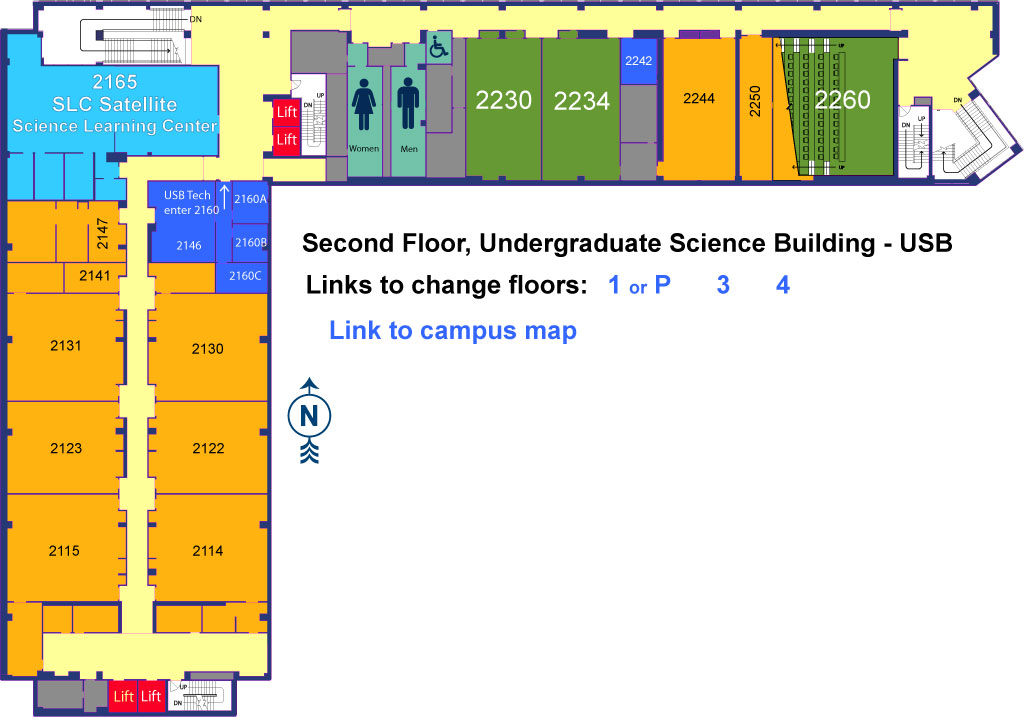 DN
2165
SLC Satellite
Science Learning Center
Lift
Lift
DN
UP
Women
Men
2230
2234
2242
2244
2250
2260
UP
UP
DN
UP
DN
USB Tech
enter 2160
2160A
2146
2160B
2160C
2147
2141
Second Floor, Undergraduate Science Building - USB
Links to change floors: 1 or P 3 4
Link to campus map
N
2131
2130
2123
2122
2115
2114
Lift
Lift
UP
DN